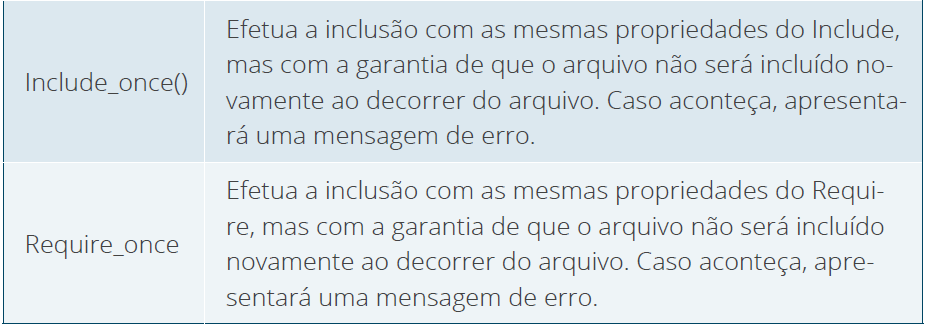 Include_once()
Efetua a inclusão com as mesmas propriedades do Include,
mas com a garantia de que o arquivo não será incluído no-
vamente ao decorrer do arquivo. Caso aconteça, apresenta-
rá uma mensagem de erro.
Require_once
Efetua a inclusão com as mesmas propriedades do Requi-
re, mas com a garantia de que o arquivo não será incluído
novamente ao decorrer do arquivo. Caso aconteça, apre-
sentará uma mensagem de erro.